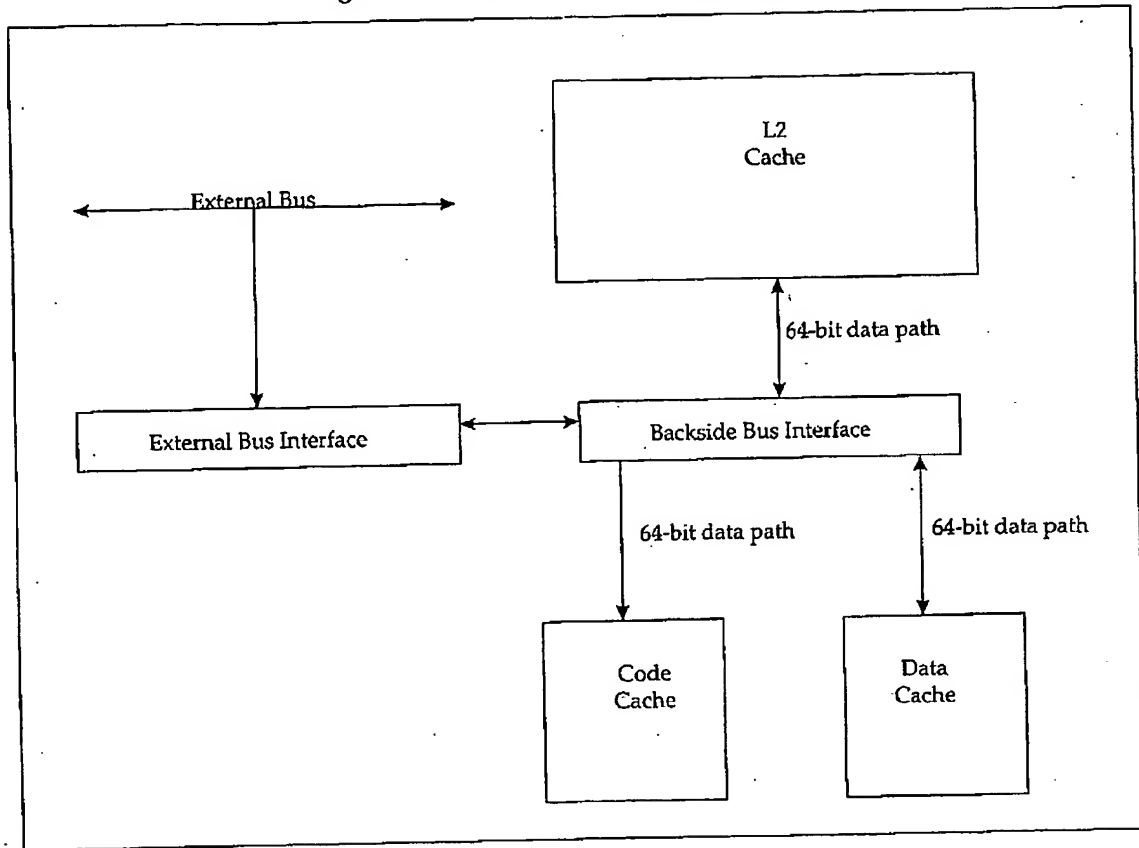 L2
Cache
External Bus
64-bit data path
External Bus Interface
Backside Bus Interface
64-bit data path
64-bit data path
Code
Cache
Data
Cache